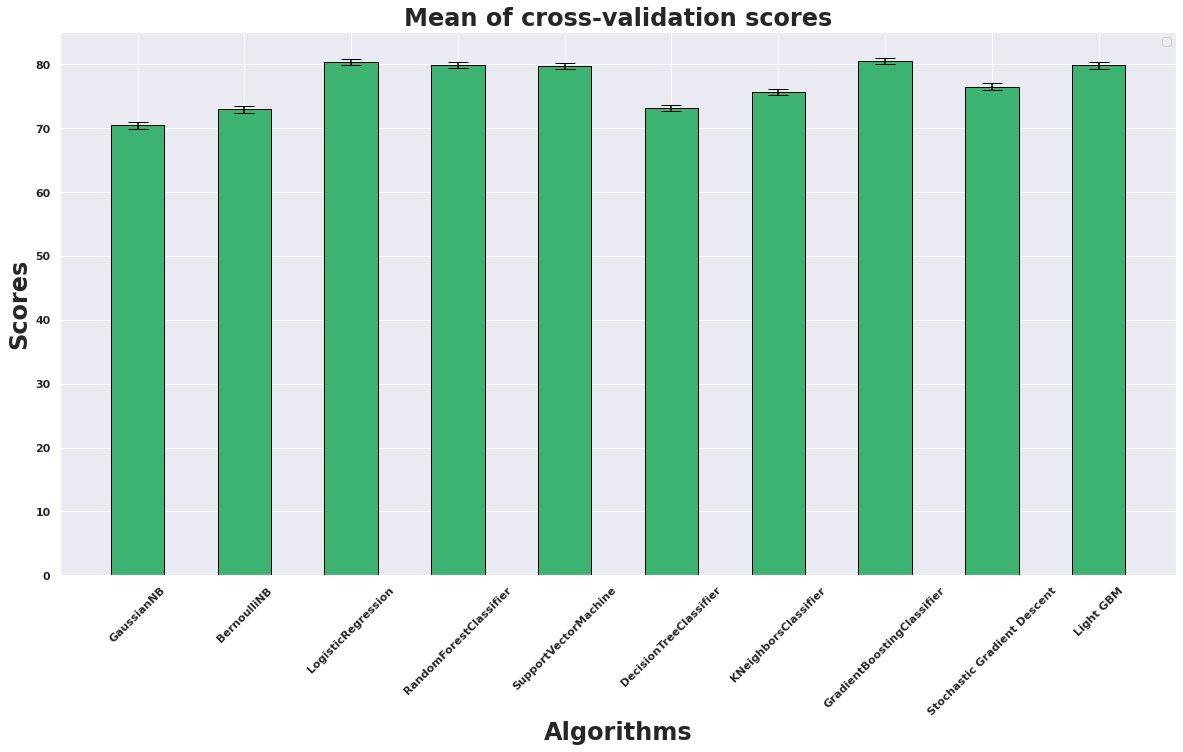 Mean of cross-validation scores
Scores
80
70
60
50
40
30
20
10
0
GaussianNB
BernoulliNB
LogisticRegression
RandomForestClassifier
SupportVectorMachine
DecisionTreeClassifier
KNeighborsClassifier
GradientBoostingClassifier
Stochastic Gradient Descent
Light GBM
Algorithms